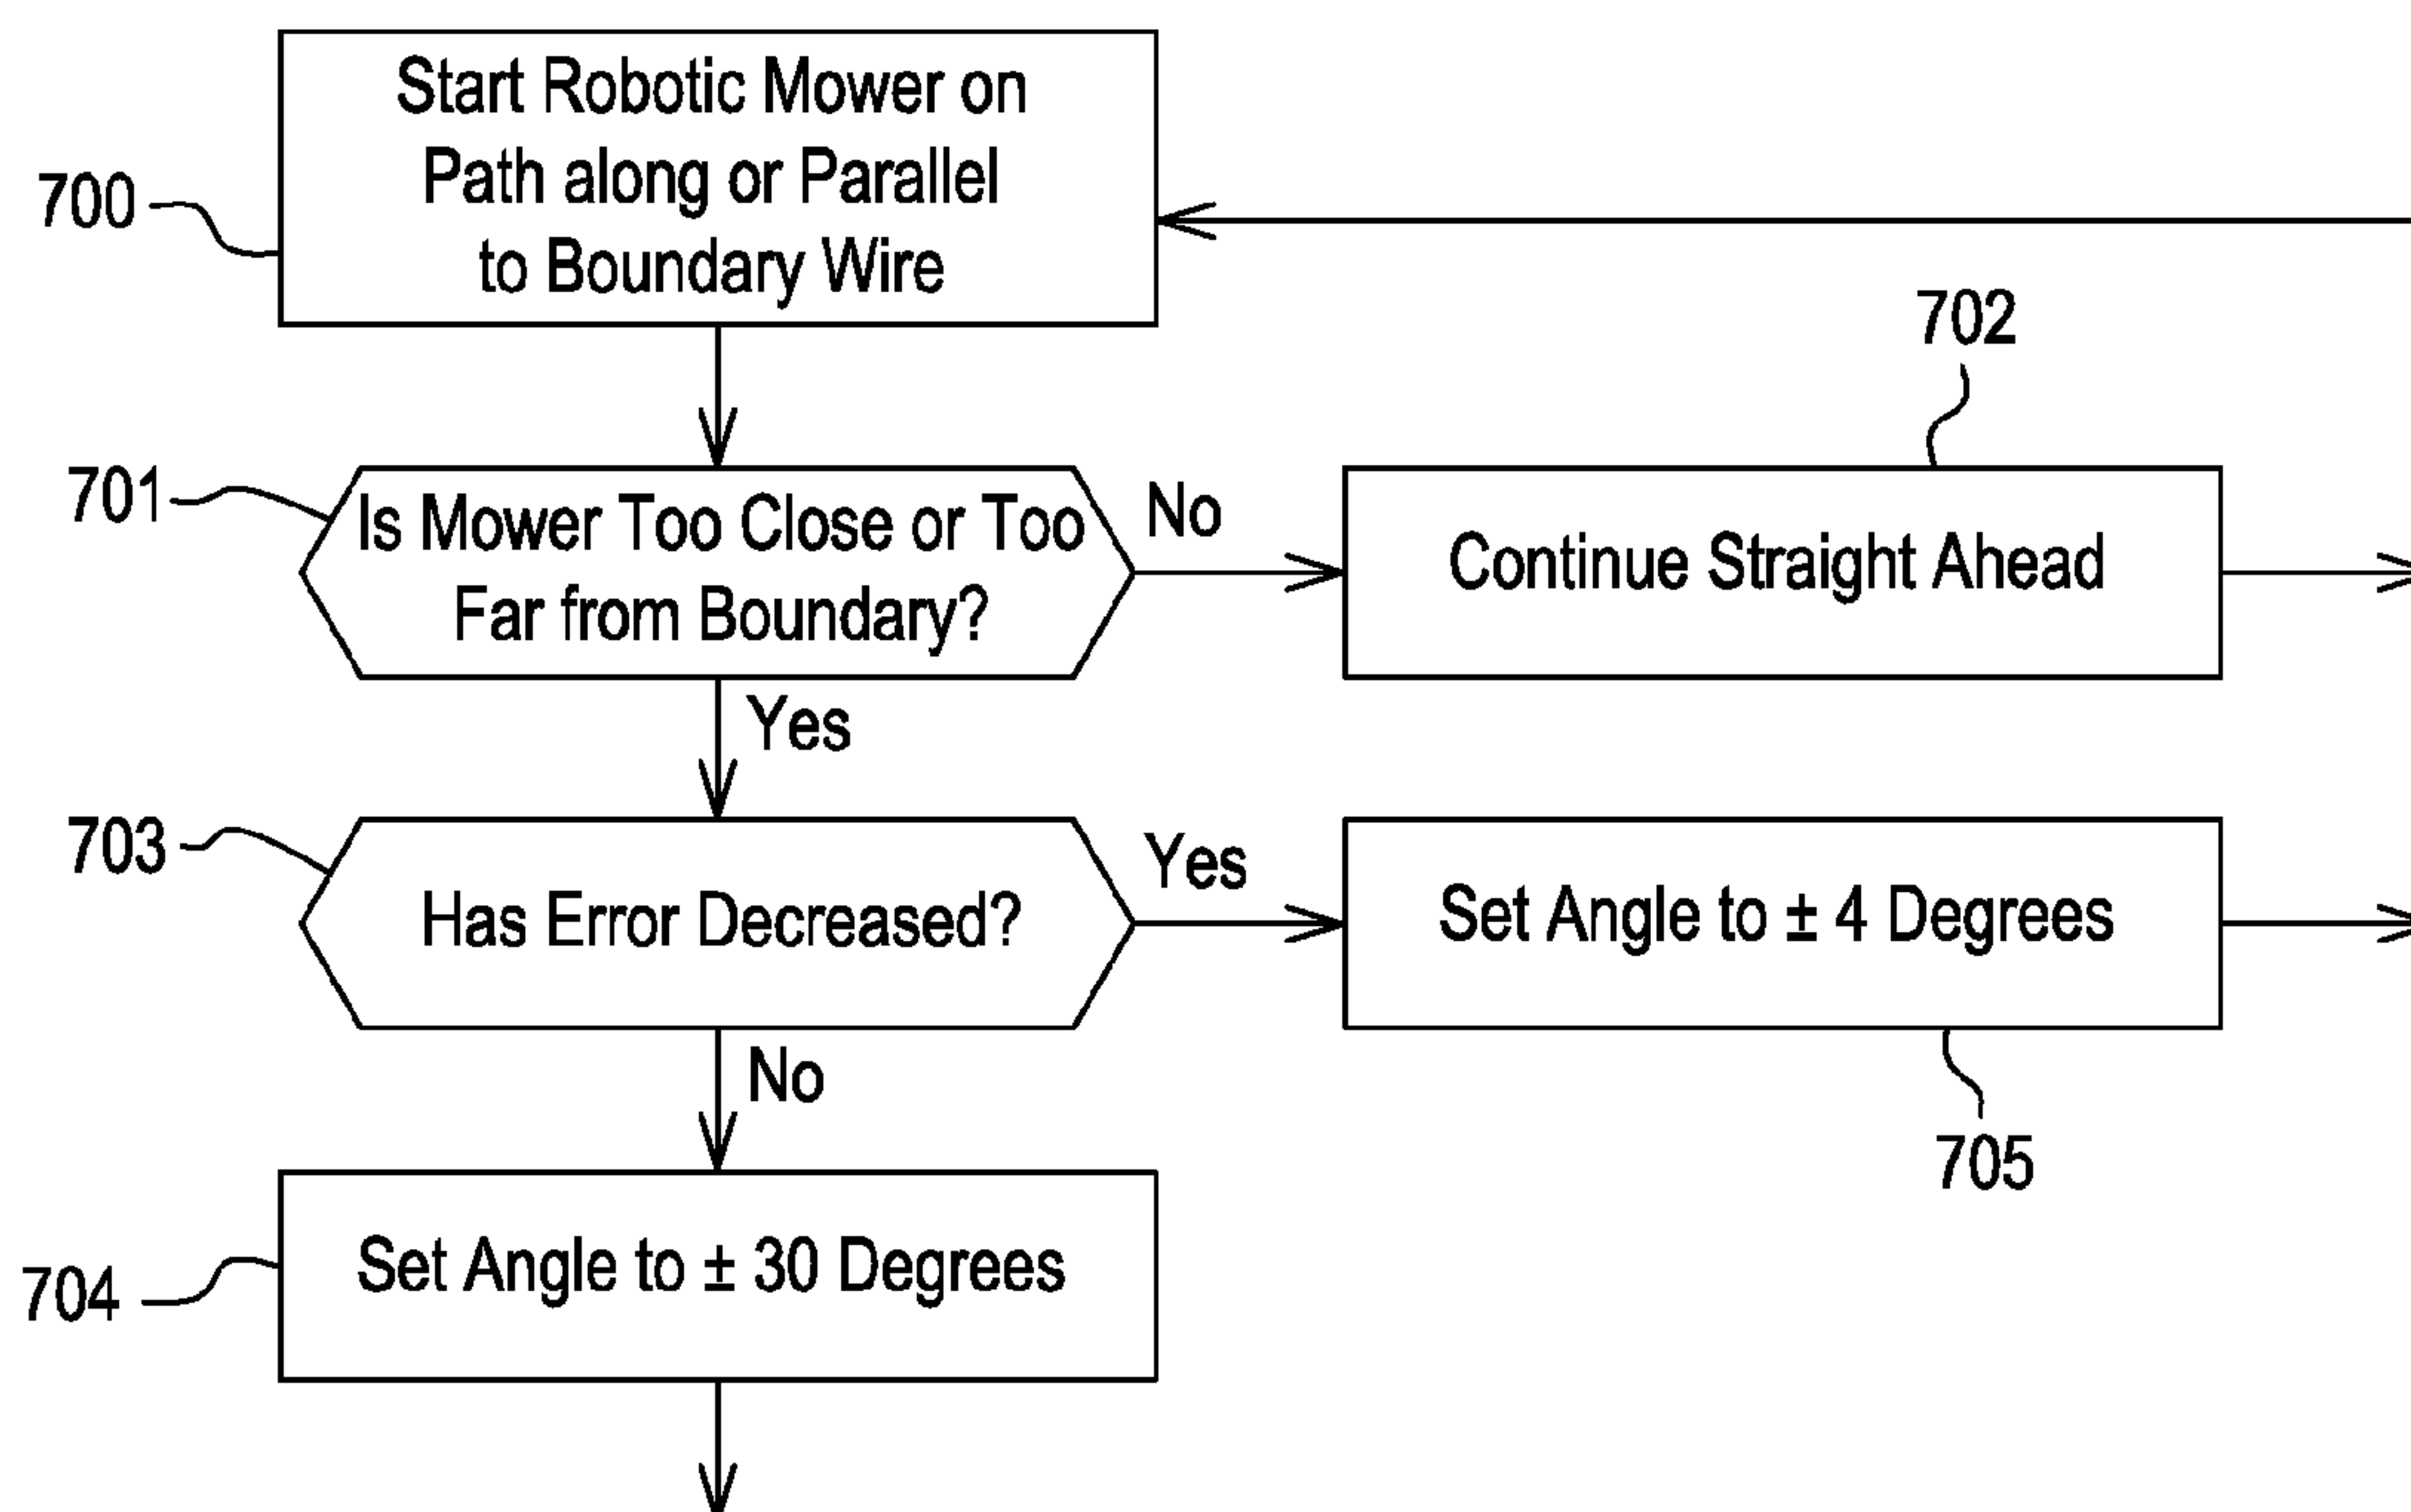 Start Robotic Mower on
Path along or Parallel
to Boundary Wire
700
702
701
Is Mower Too Close or Too
Far from Boundary?
No
Continue Straight Ahead
Yes
703
Has Error Decreased?
Yes
Set Angle to ± 4 Degrees
No
705
704
Set Angle to ± 30 Degrees